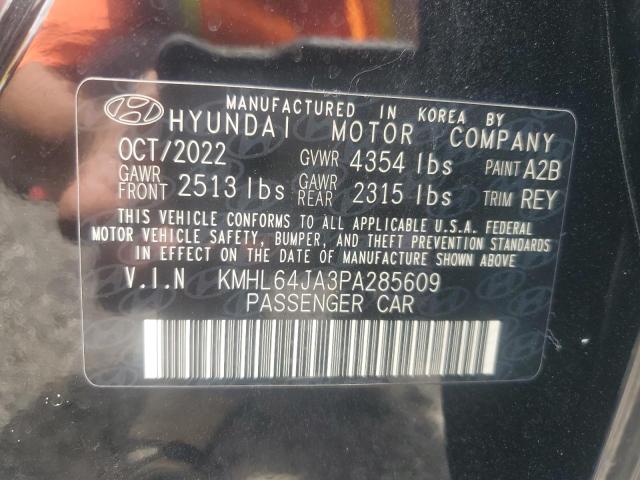 MANUFACTURED IN KOREA BY
HYUNDAI MOTOR COMPANY
OCT/2022 GVWR 4354 lbs PAINT A2B
GAWR FRONT 2513 lbs GAWR REAR 2315 lbs TRIM REY
THIS VEHICLE CONFORMS TO ALL APPLICABLE U.S.A. FEDERAL
MOTOR VEHICLE SAFETY, BUMPER, AND THEFT PREVENTION STANDARDS
IN EFFECT ON THE DATE OF MANUFACTURE SHOWN ABOVE.
V.I.N KMHL64JA3PA285609
PASSENGER CAR